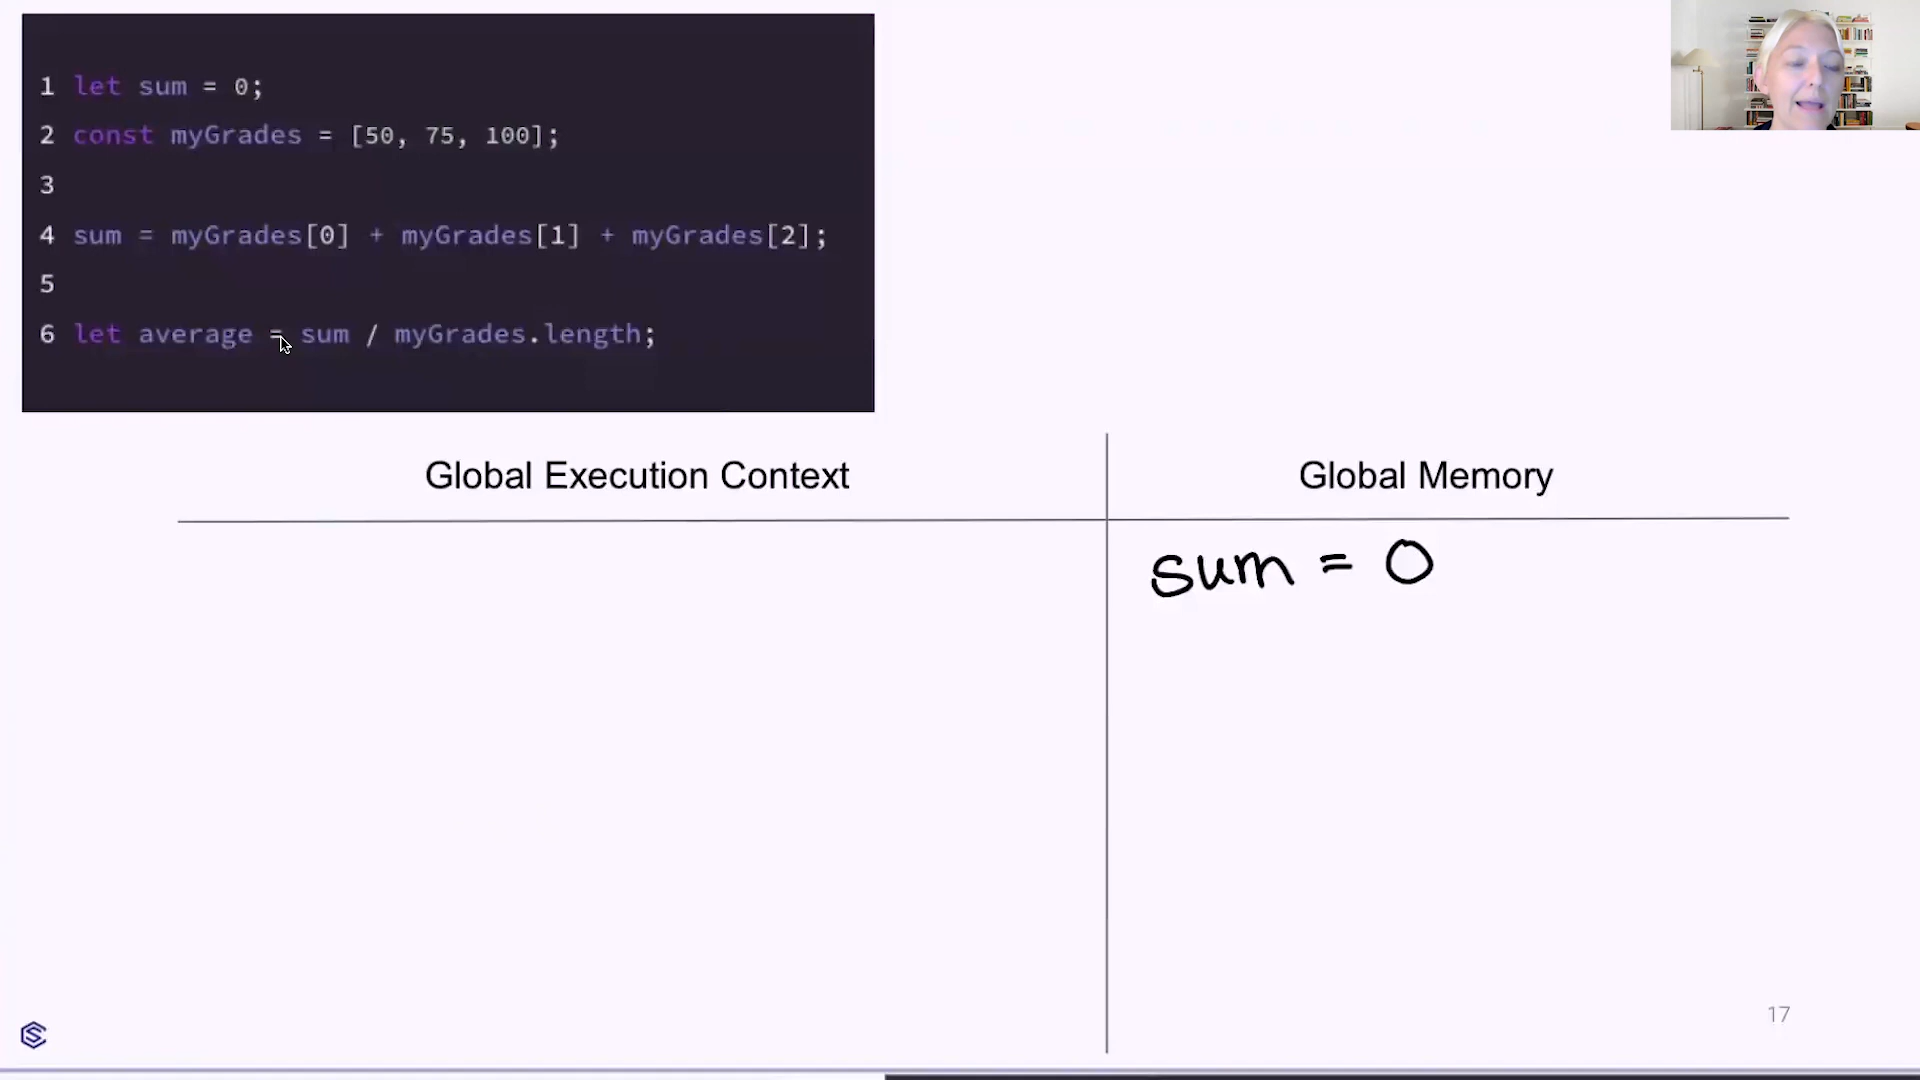 1 let sum = 0;
2 const myGrades = [50, 75, 100];
3
4 sum = myGrades[0] + myGrades[1] + myGrades[2];
5
6 let average = sum / myGrades.length;
Global Execution Context
Global Memory
sum = 0
17